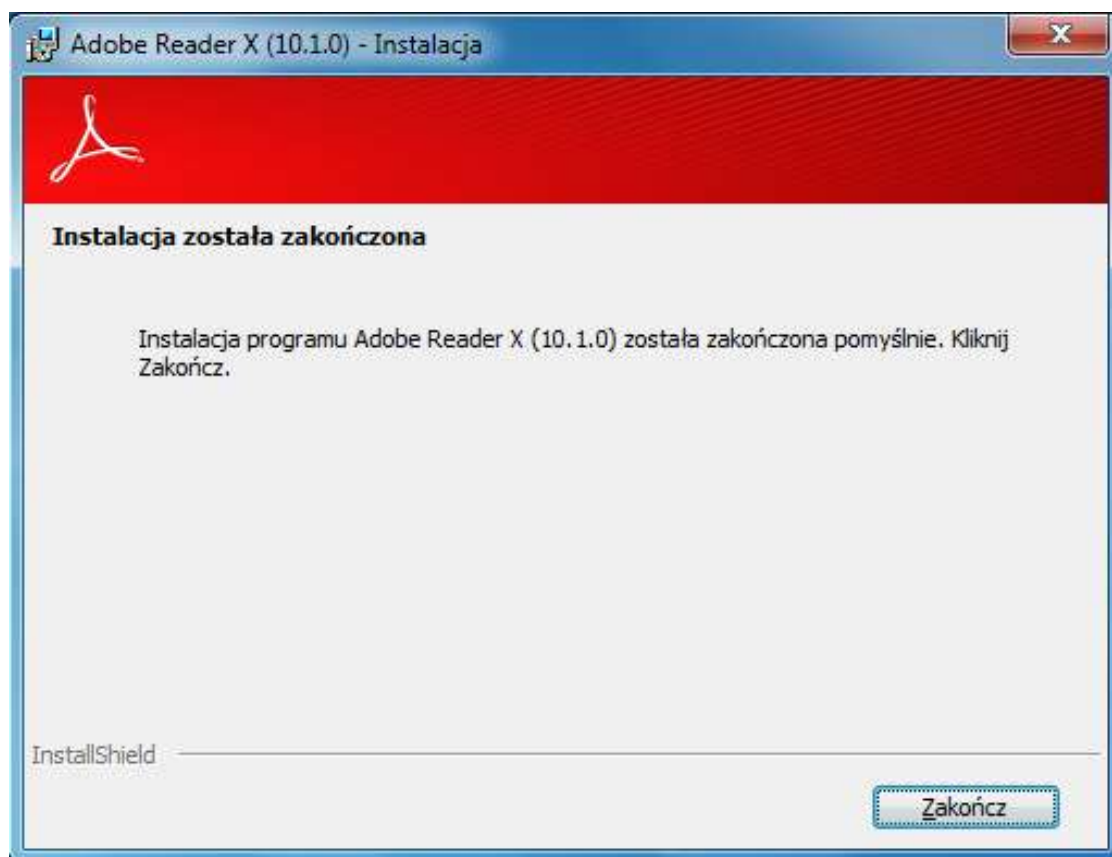 Adobe Reader X (10.1.0) - Instalacja
Instalacja została zakończona
Instalacja programu Adobe Reader X (10.1.0) została zakończona pomyślnie. Kliknij
Zakończ.
InstallShield
Zakończ